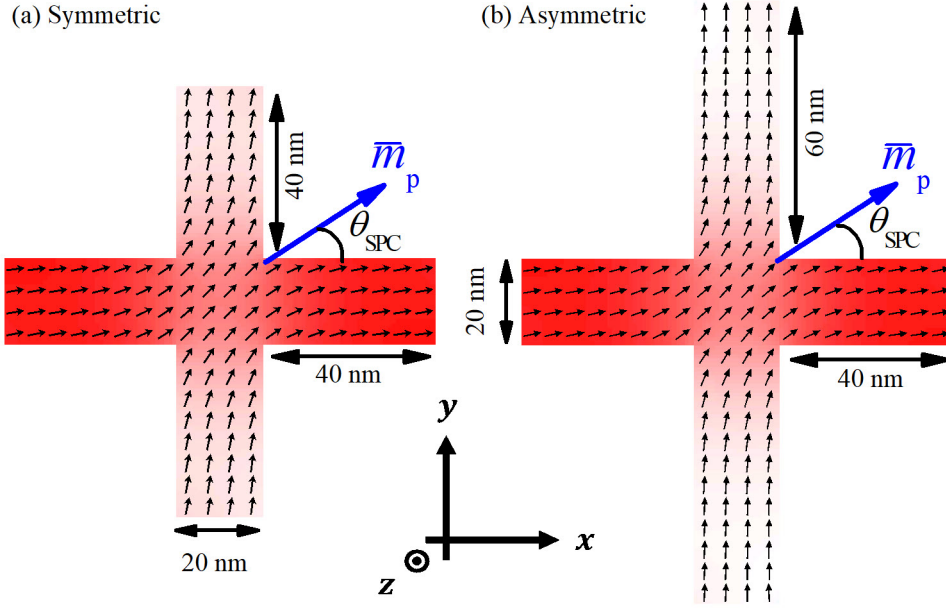 (a) Symmetric
40 nm
m̅p
θSPC
40 nm
20 nm
(b) Asymmetric
60 nm
m̅p
θSPC
20 nm
40 nm
y
x
z